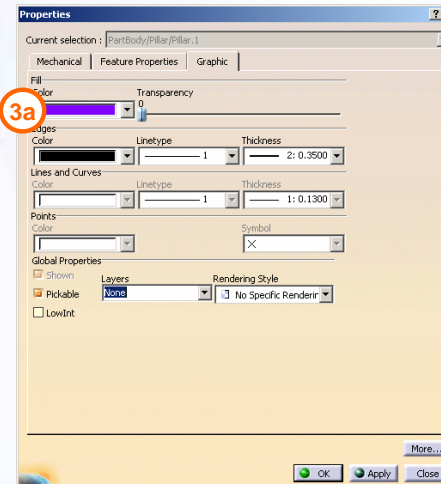 Properties ?
Current selection : PartBody/Pillar/Pillar.1
Mechanical Feature Properties Graphic
Fill
Color Transparency
3a 0
Edges
Color Linetype Thickness
1 2: 0.3500
Lines and Curves
Color Linetype Thickness
1 1: 0.1300
Points
Color Symbol
Global Properties
Shown Layers Rendering Style
Pickable None No Specific Renderir
LowInt
More...
OK Apply Close